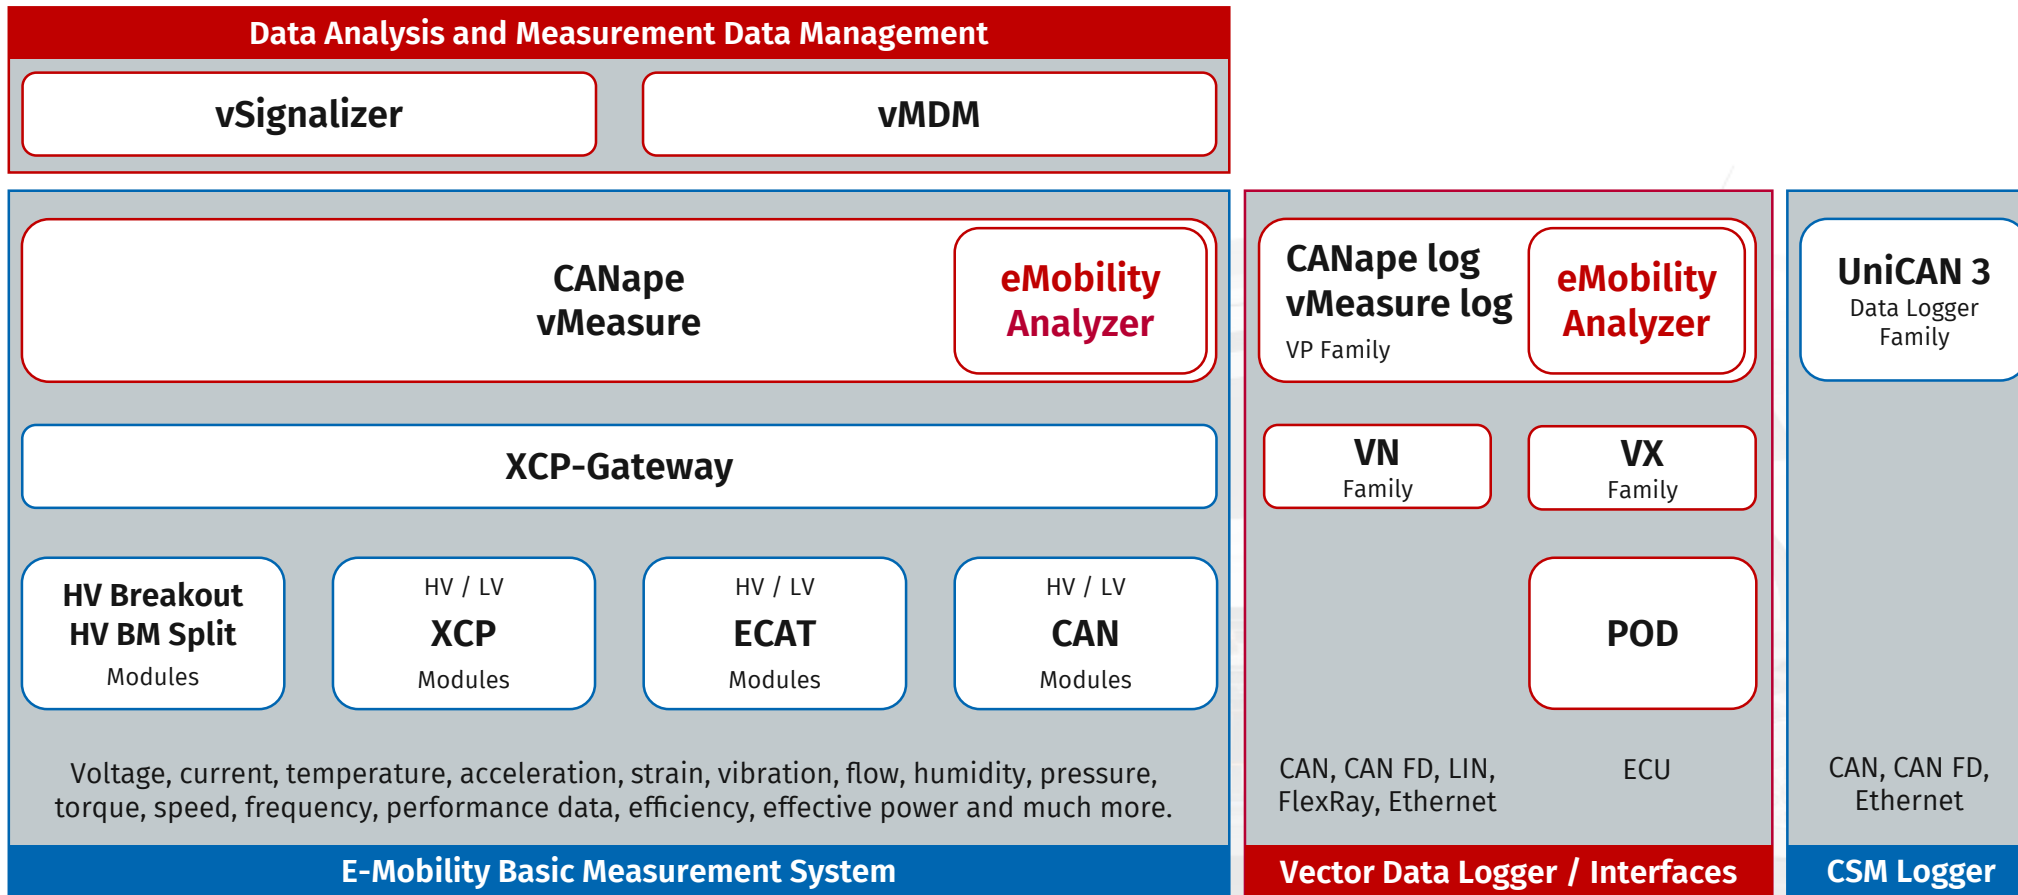 Data Analysis and Measurement Data Management
vSignalizer
vMDM
CANape
vMeasure
eMobility
Analyzer
XCP-Gateway
HV Breakout
HV BM Split
Modules
HV / LV
XCP
Modules
HV / LV
ECAT
Modules
HV / LV
CAN
Modules
Voltage, current, temperature, acceleration, strain, vibration, flow, humidity, pressure,
torque, speed, frequency, performance data, efficiency, effective power and much more.
E-Mobility Basic Measurement System
CANape log
vMeasure log
VP Family
eMobility
Analyzer
VN
Family
VX
Family
POD
CAN, CAN FD, LIN,
FlexRay, Ethernet
ECU
Vector Data Logger / Interfaces
UniCAN 3
Data Logger
Family
CAN, CAN FD,
Ethernet
CSM Logger